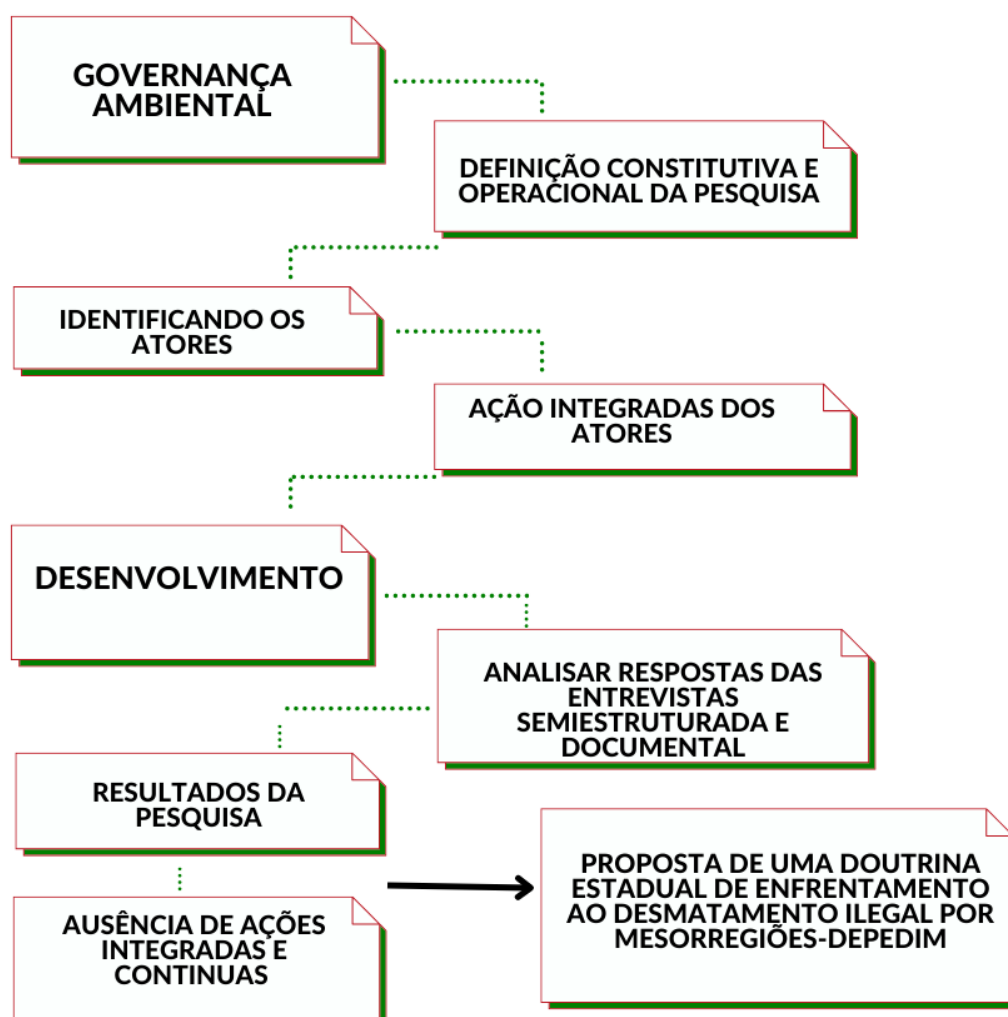 GOVERNANÇA
AMBIENTAL
DEFINIÇÃO CONSTITUTIVA E
OPERACIONAL DA PESQUISA
IDENTIFICANDO OS
ATORES
AÇÃO INTEGRADAS DOS
ATORES
DESENVOLVIMENTO
ANALISAR RESPOSTAS DAS
ENTREVISTAS
SEMIESTRUTURADA E
DOCUMENTAL
RESULTADOS DA
PESQUISA
AUSÊNCIA DE AÇÕES
INTEGRADAS E
CONTINUAS
PROPOSTA DE UMA DOUTRINA
ESTADUAL DE ENFRENTAMENTO
AO DESMATAMENTO ILEGAL POR
MESORREGIÕES-DEPEDIM